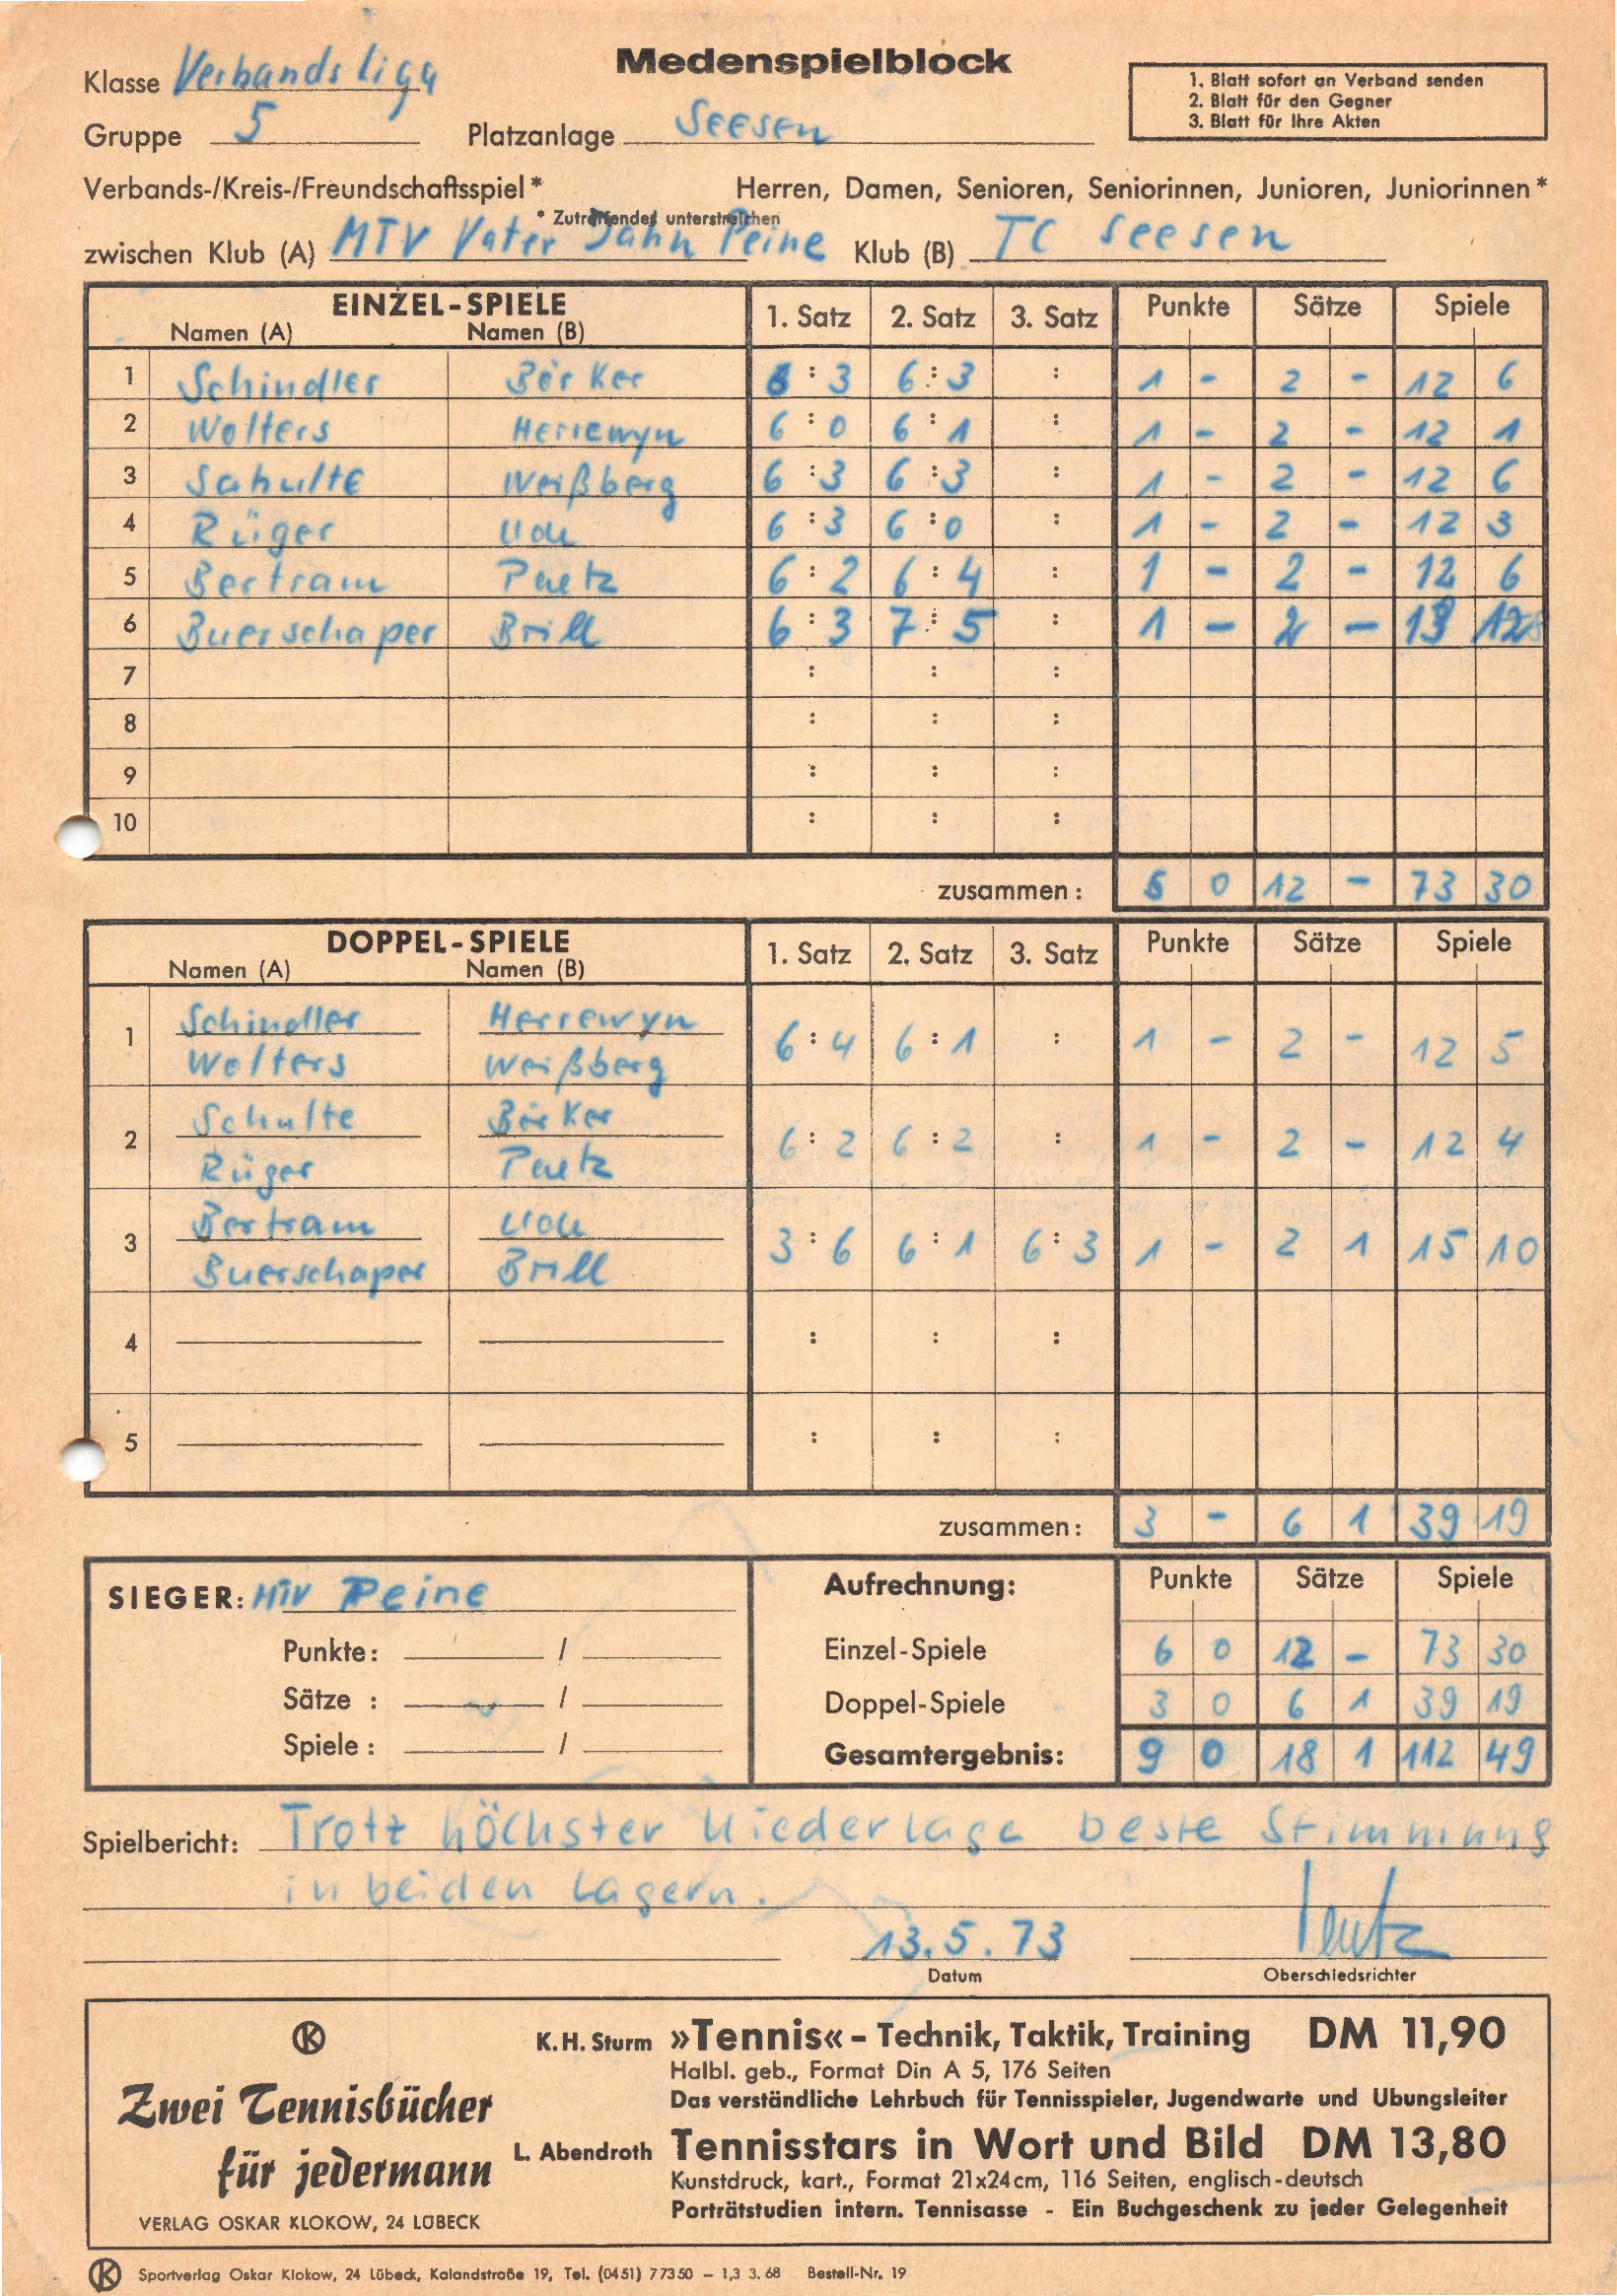 Medenspielblock
Klasse Verbandsliga
1. Blatt sofort an Verband senden
2. Blatt für den Gegner
3. Blatt für Ihre Akten
Gruppe 5 Platzanlage Seesen
Verbands-/Kreis-/Freundschaftsspiel * Herren, Damen, Senioren, Seniorinnen, Junioren, Juniorinnen *
* Zutreffendes unterstreichen
zwischen Klub (A) MTV Vater Jahn Peine Klub (B) TC Seesen
EINZEL-SPIELE 1. Satz 2. Satz 3. Satz Punkte Sätze Spiele
Namen (A) Namen (B)
1 Schindler Börker 6 : 3 6 : 3 : 1 - 2 - 12 6
2 Wolters Herrewyn 6 : 0 6 : 1 : 1 - 2 - 12 1
3 Schulte Weißberg 6 : 3 6 : 3 : 1 - 2 - 12 6
4 Rüger Ude 6 : 3 6 : 0 : 1 - 2 - 12 3
5 Bertram Paetz 6 : 2 6 : 4 : 1 - 2 - 12 6
6 Buerschaper Brill 6 : 3 7 : 5 : 1 - 2 - 13
7 : : :
8 : : :
9 : : :
10 : : :
zusammen : 6 0 12 - 73 30
DOPPEL-SPIELE 1. Satz 2. Satz 3. Satz Punkte Sätze Spiele
Namen (A) Namen (B)
1 Schindler Herrewyn 6 : 4 6 : 1 : 1 - 2 - 12 5
Wolters Weißberg
2 Schulte Börker 6 : 2 6 : 2 : 1 - 2 - 12 4
Rüger Paetz
3 Bertram Ude 3 : 6 6 : 1 6 : 3 1 - 2 1 15 10
Buerschaper Brill
4 : : :
5 : : :
zusammen : 3 - 6 1 39 19
SIEGER: MTV Peine Aufrechnung: Punkte Sätze Spiele
Punkte : / Einzel-Spiele 6 0 12 - 73 30
Sätze : / Doppel-Spiele 3 0 6 1 39 19
Spiele : / Gesamtergebnis: 9 0 18 1 112 49
Spielbericht: Trotz höchster Niederlage beste Stimmung
in beiden Lagern.
13.5.73
Datum Oberschiedsrichter
K
Zwei Tennisbücher
für jedermann
VERLAG OSKAR KLOKOW, 24 LÜBECK
K. H. Sturm »Tennis« - Technik, Taktik, Training DM 11,90
Halbl. geb., Format Din A 5, 176 Seiten
Das verständliche Lehrbuch für Tennisspieler, Jugendwarte und Übungsleiter
L. Abendroth Tennisstars in Wort und Bild DM 13,80
Kunstdruck, kart., Format 21x24 cm, 116 Seiten, englisch-deutsch
Porträtstudien intern. Tennisasse - Ein Buchgeschenk zu jeder Gelegenheit
K Sportverlag Oskar Klokow, 24 Lübeck, Kalandstraße 19, Tel. (0451) 77350 – 1,3 3. 68 Bestell-Nr. 19